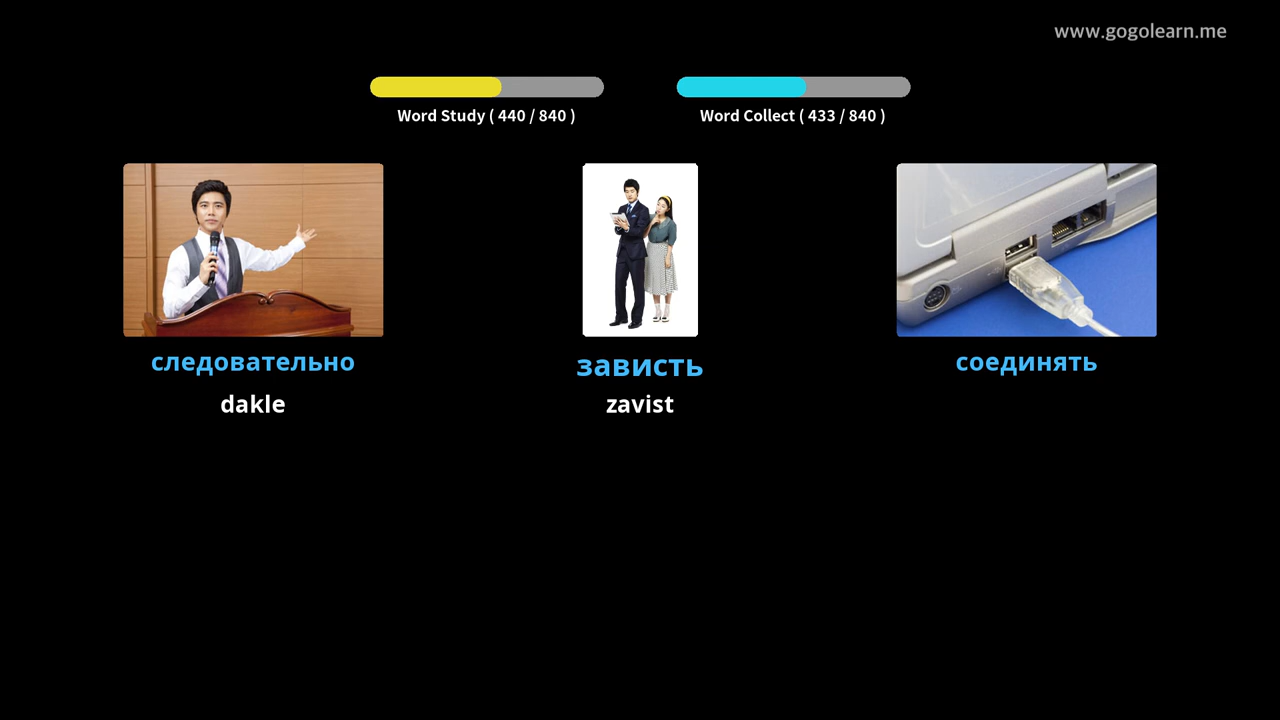 www.gogolearn.me
Word Study ( 440 / 840 )
Word Collect ( 433 / 840 )
следовательно
зависть
соединять
dakle
zavist